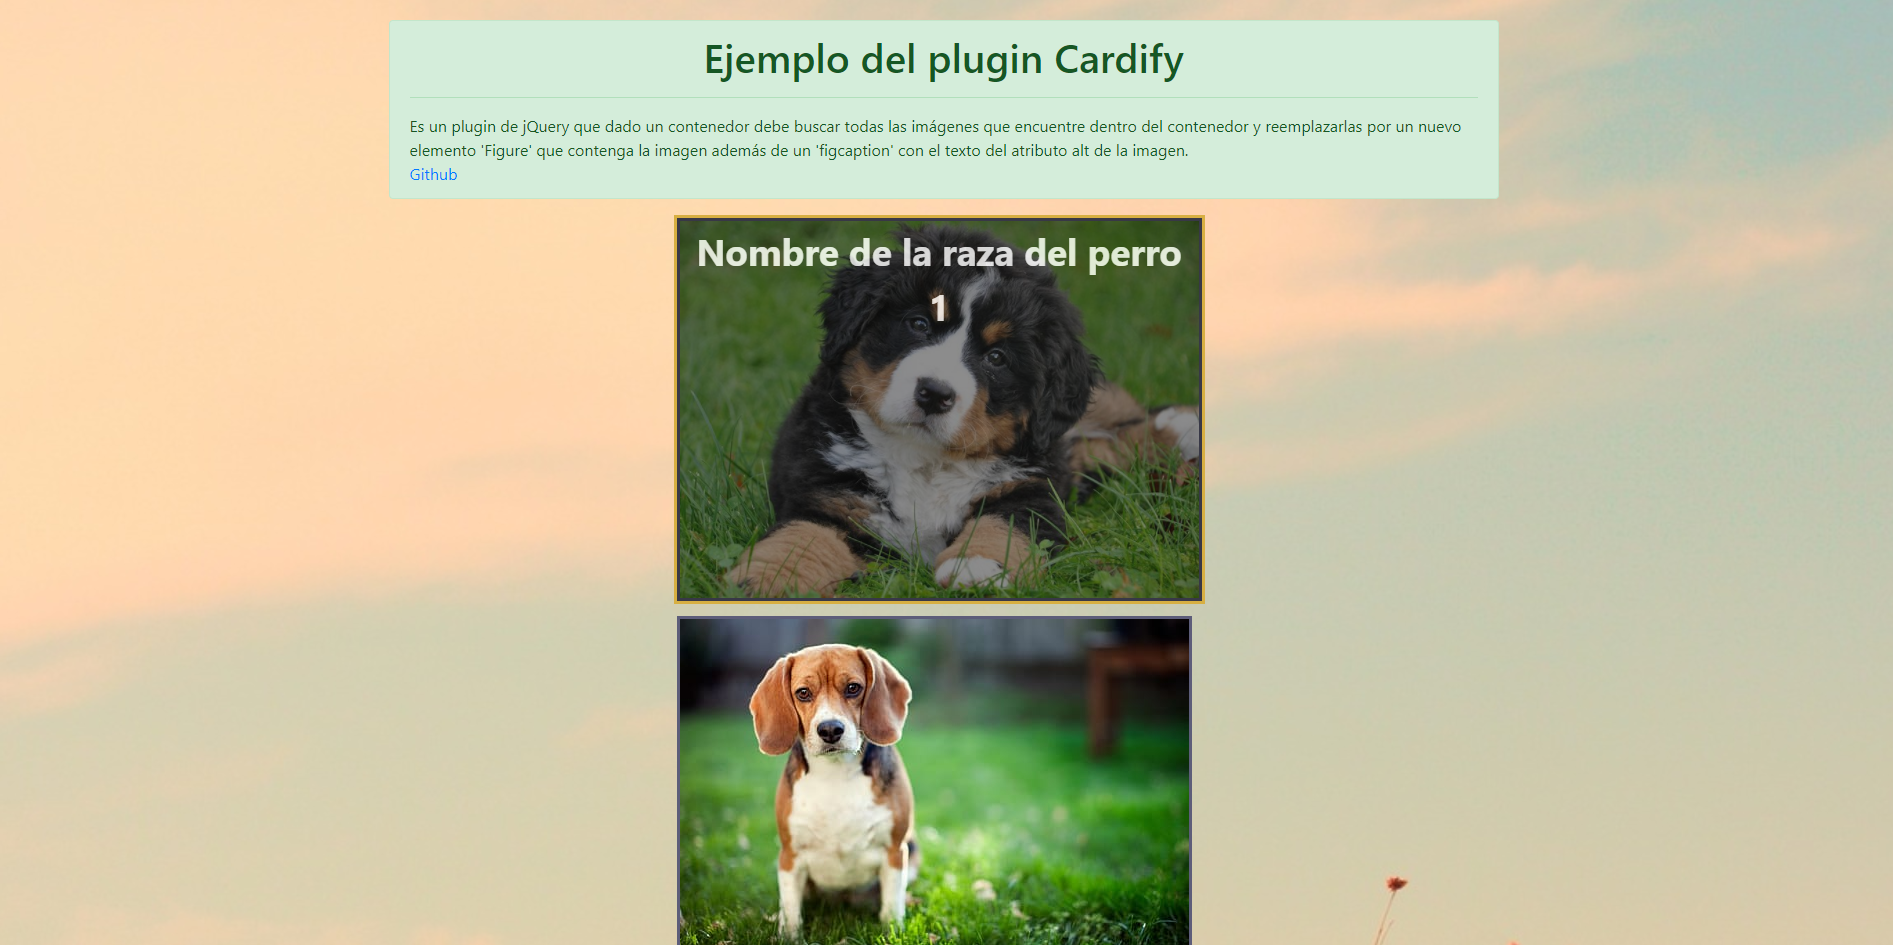 Ejemplo del plugin Cardify
Es un plugin de jQuery que dado un contenedor debe buscar todas las imágenes que encuentre dentro del contenedor y reemplazarlas por un nuevo
elemento 'Figure' que contenga la imagen además de un 'figcaption' con el texto del atributo alt de la imagen.
Github
Nombre de la raza del perro
1